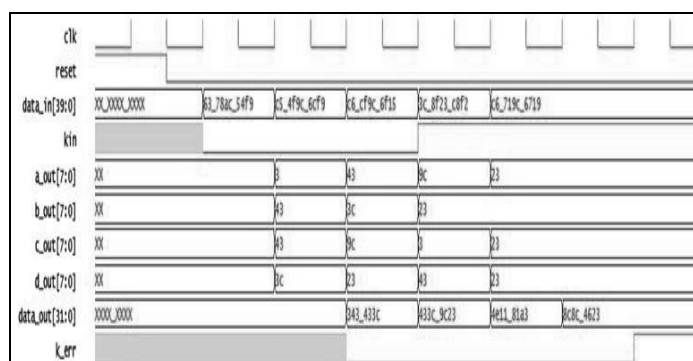 clk
reset
data_in[39:0] XX_XXXX_XXXX 63_78ac_54f9 c5_4f9c_6cf9 c6_cf9c_6f15 3c_8f23_c8f2 c6_719c_6719
kin
a_out[7:0] XX 3 43 9c 23
b_out[7:0] XX 43 3c 23
c_out[7:0] XX 43 9c 3 23
d_out[7:0] XX 3c 23 43 23
data_out[31:0] XXXX_XXXX 343_433c 433c_9c23 4e11_81a3 8c8c_4623
k_err